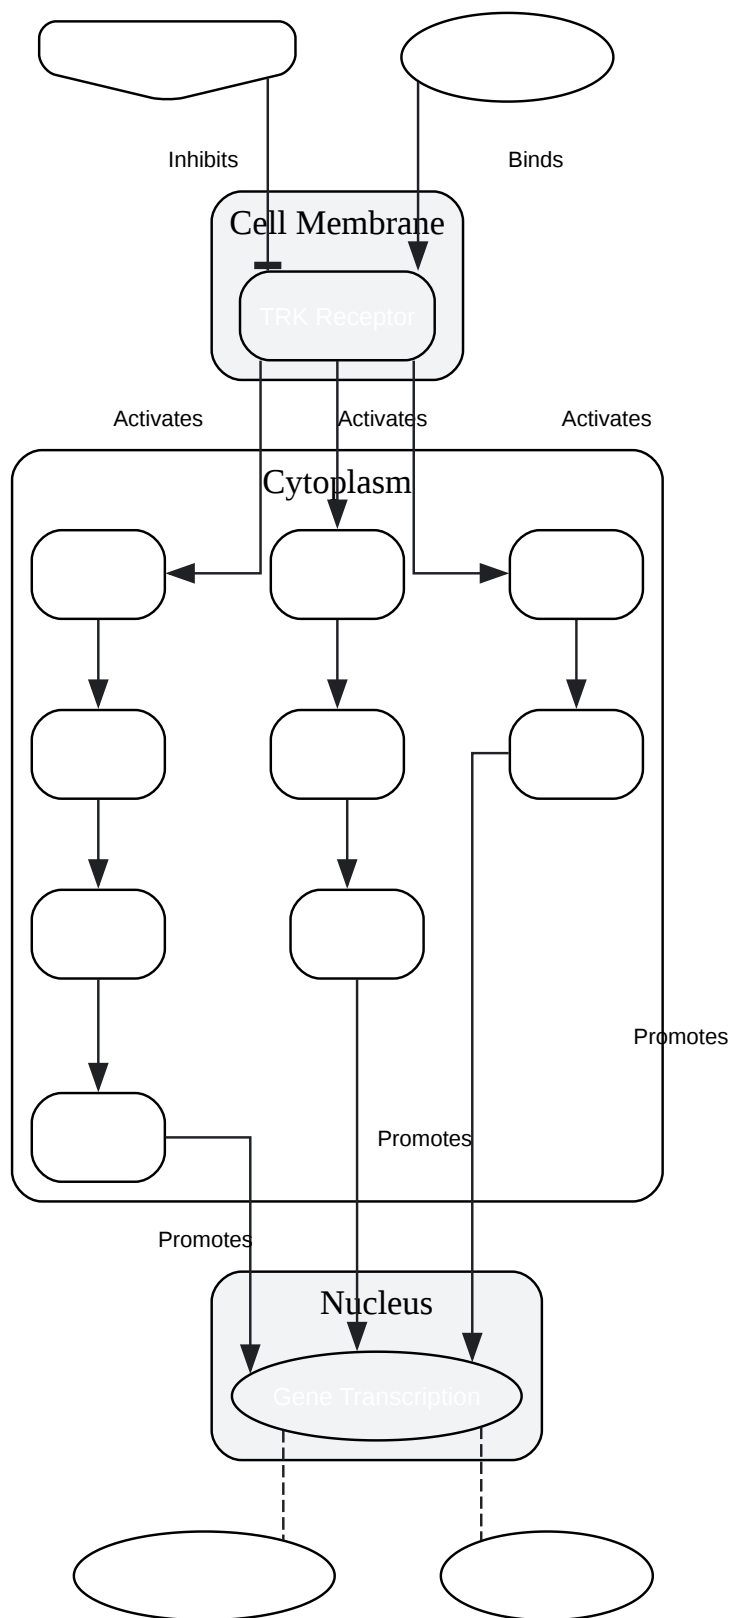 Inhibits
Binds
Cell Membrane
TRK Receptor
Activates
Activates
Activates
Cytoplasm
Promotes
Promotes
Promotes
Nucleus
Gene Transcription